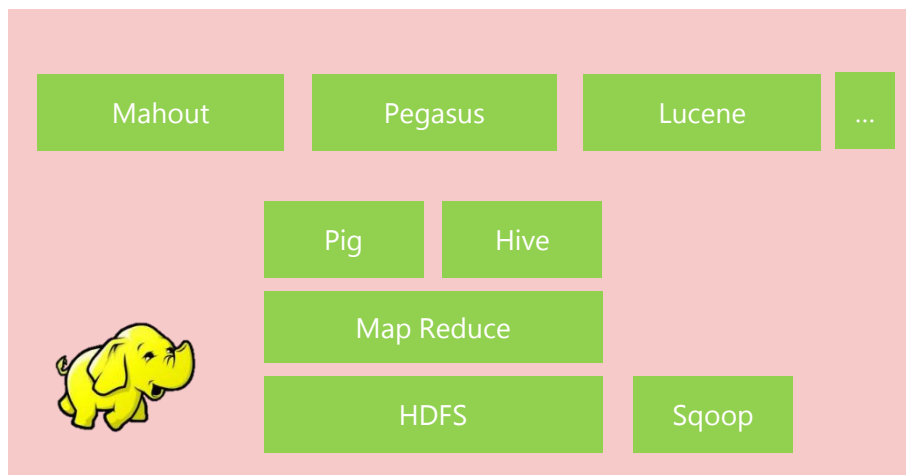 Mahout
Pegasus
Lucene
...
Pig
Hive
Map Reduce
HDFS
Sqoop